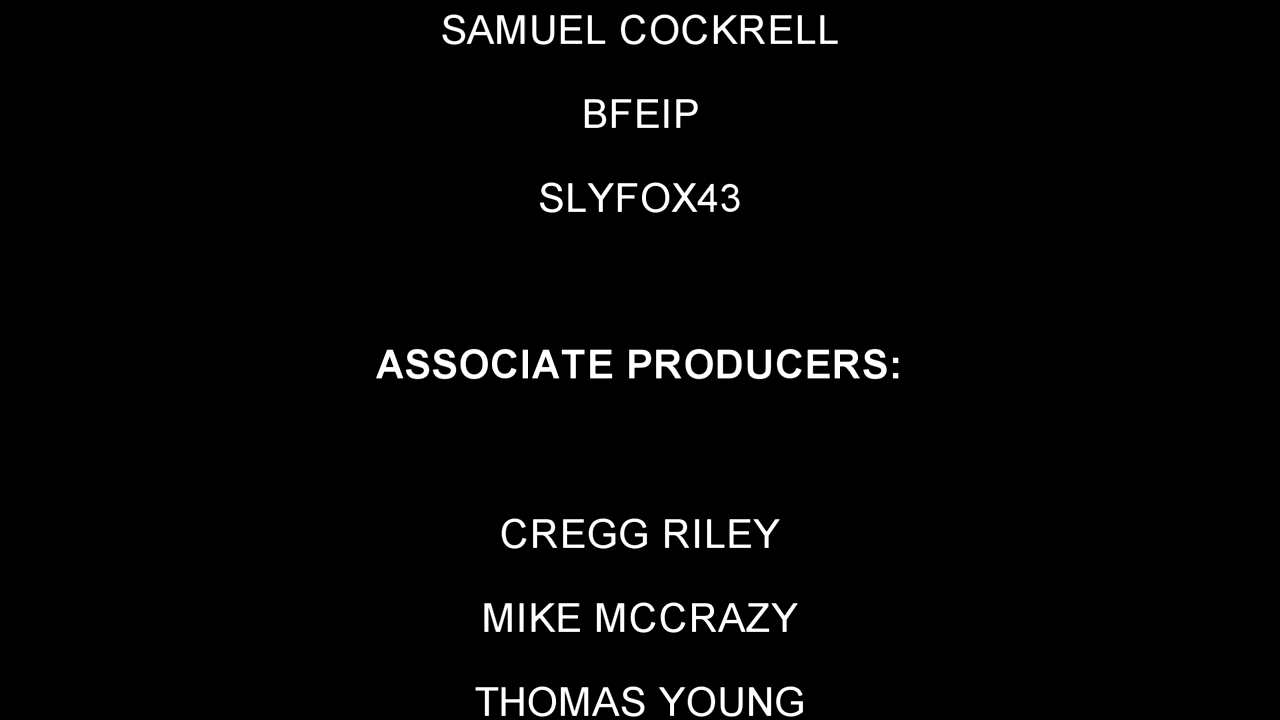 SAMUEL COCKRELL
BFEIP
SLYFOX43
ASSOCIATE PRODUCERS:
CREGG RILEY
MIKE MCCRAZY
THOMAS YOUNG